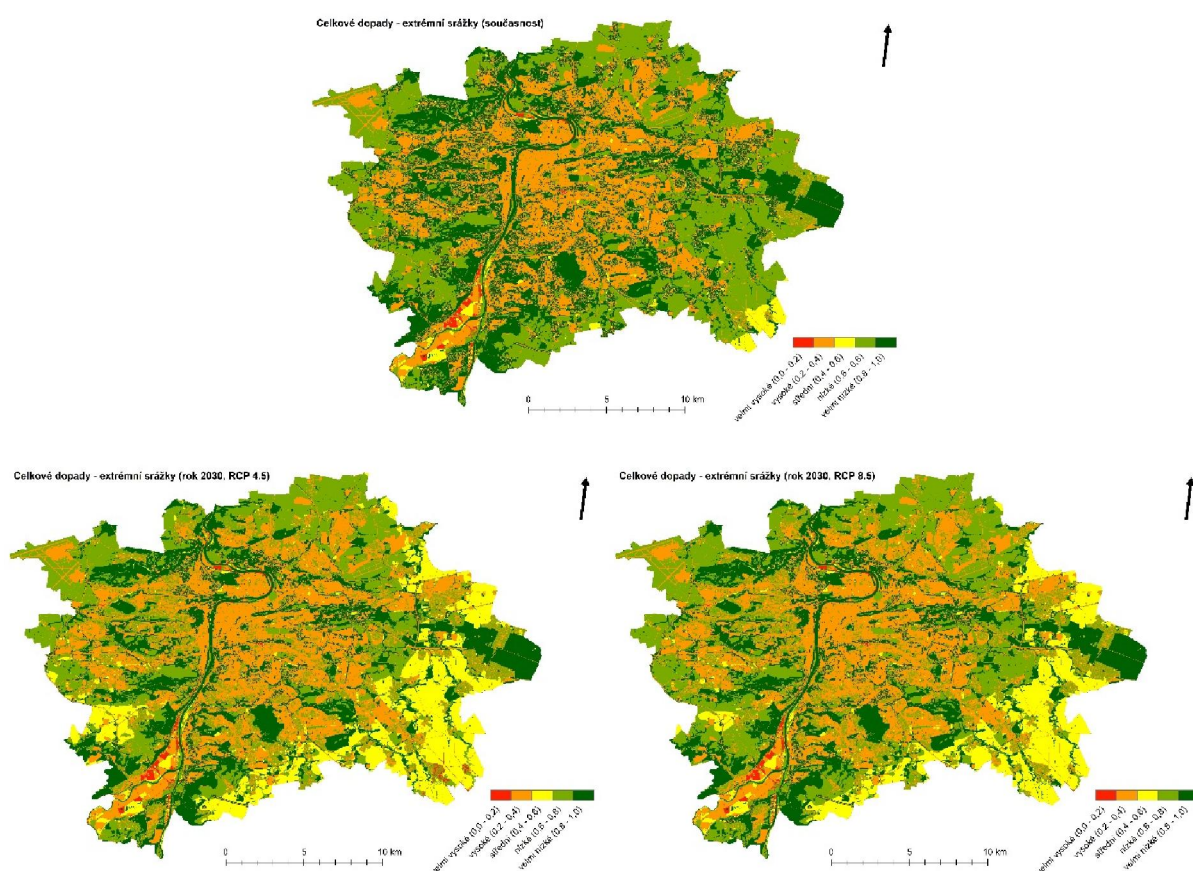 Celkové dopady - extrémní srážky (současnost)
velmi vysoké (0,0 - 0,2)
vysoké (0,2 - 0,4)
střední (0,4 - 0,6)
nízké (0,6 - 0,8)
velmi nízké (0,8 - 1,0)
0 5 10 km
Celkové dopady - extrémní srážky (rok 2030, RCP 4.5)
velmi vysoké (0,0 - 0,2)
vysoké (0,2 - 0,4)
střední (0,4 - 0,6)
nízké (0,6 - 0,8)
velmi nízké (0,8 - 1,0)
0 5 10 km
Celkové dopady - extrémní srážky (rok 2030, RCP 8.5)
velmi vysoké (0,0 - 0,2)
vysoké (0,2 - 0,4)
střední (0,4 - 0,6)
nízké (0,6 - 0,8)
velmi nízké (0,8 - 1,0)
0 5 10 km